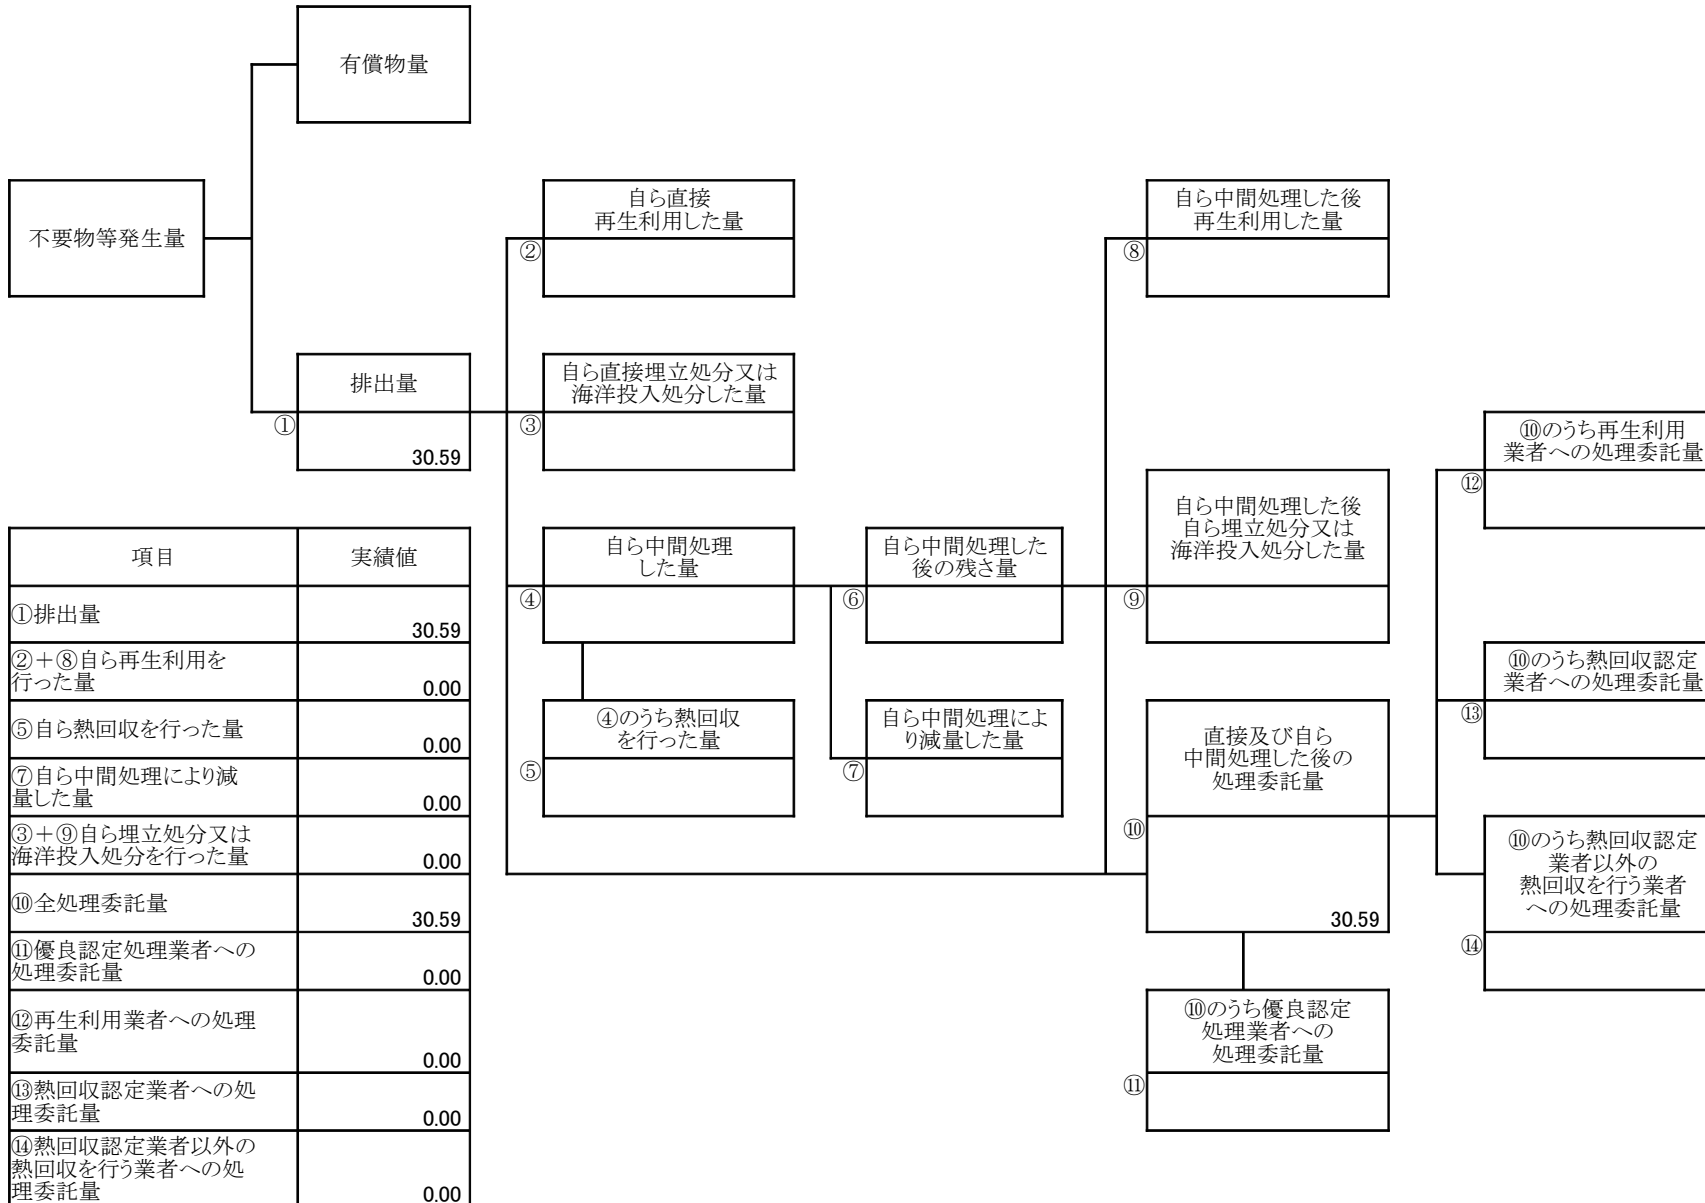 有償物量
不要物等発生量
自ら直接
再生利用した量
②
自ら中間処理した後
再生利用した量
⑧
排出量
①
30.59
自ら直接埋立処分又は
海洋投入処分した量
③
⑩のうち再生利用
業者への処理委託量
⑫
自ら中間処理した後
自ら埋立処分又は
海洋投入処分した量
⑨
自ら中間処理
した量
④
自ら中間処理した
後の残さ量
⑥
⑩のうち熱回収認定
業者への処理委託量
⑬
④のうち熱回収
を行った量
⑤
自ら中間処理によ
り減量した量
⑦
直接及び自ら
中間処理した後の
処理委託量
⑩
30.59
⑩のうち熱回収認定
業者以外の
熱回収を行う業者
への処理委託量
⑭
⑩のうち優良認定
処理業者への
処理委託量
⑪
項目 実績値
①排出量
30.59
②+⑧自ら再生利用を
行った量
0.00
⑤自ら熱回収を行った量
0.00
⑦自ら中間処理により減
量した量
0.00
③+⑨自ら埋立処分又は
海洋投入処分を行った量
0.00
⑩全処理委託量
30.59
⑪優良認定処理業者への
処理委託量
0.00
⑫再生利用業者への処理
委託量
0.00
⑬熱回収認定業者への処
理委託量
0.00
⑭熱回収認定業者以外の
熱回収を行う業者への処
理委託量
0.00